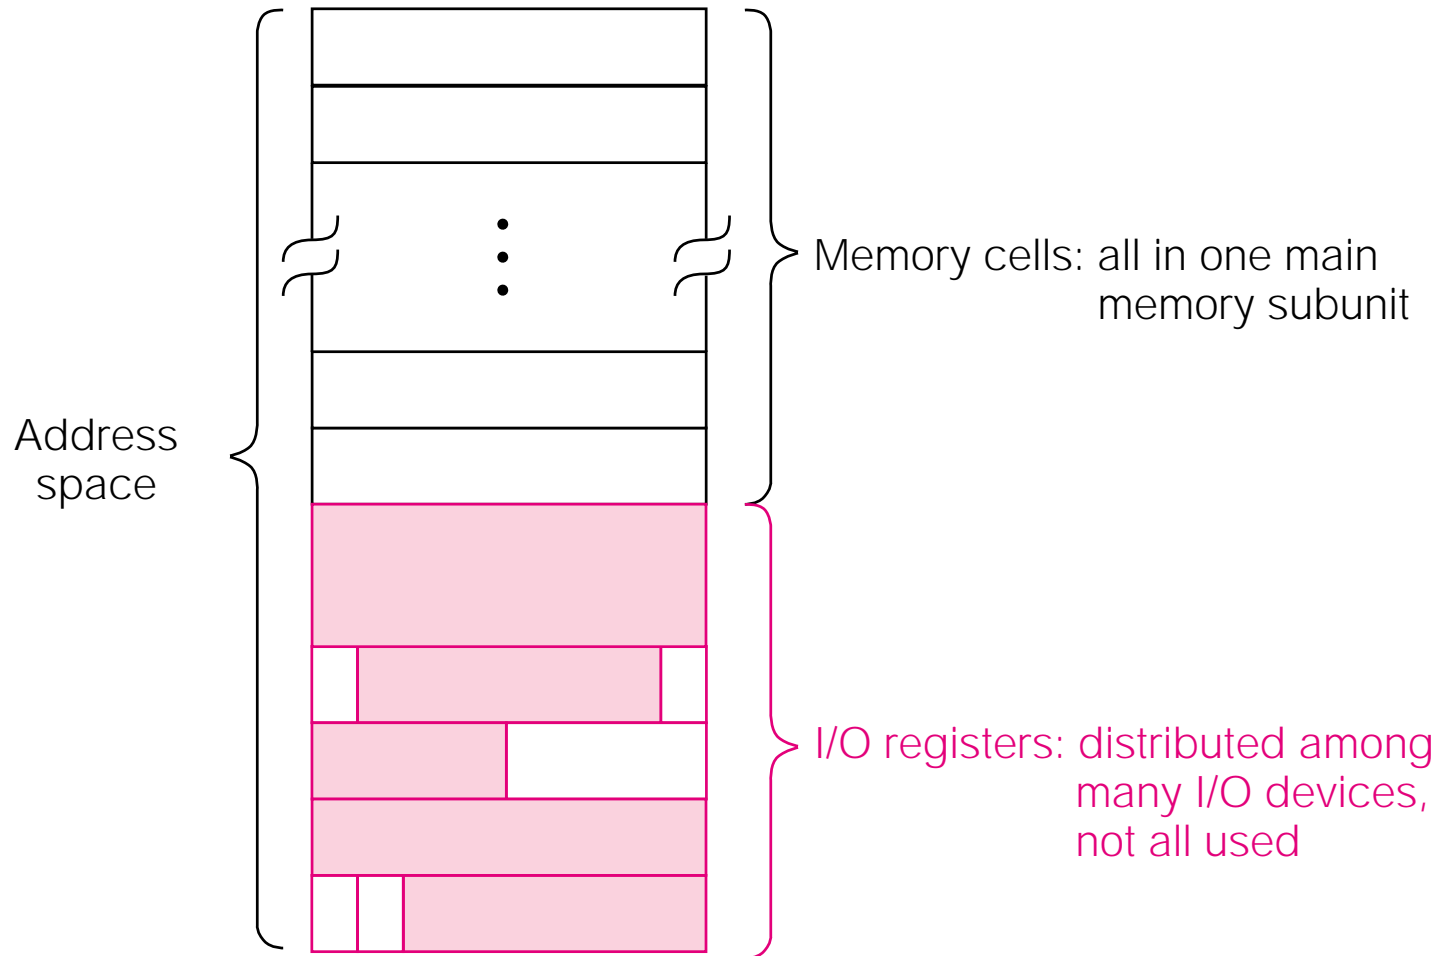 Memory cells: all in one main
memory subunit
Address
space
I/O registers: distributed among
many I/O devices,
not all used